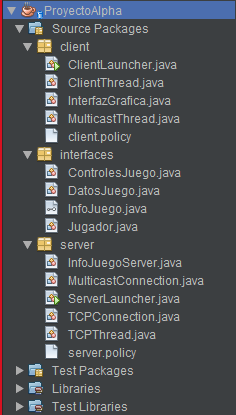 ProyectoAlpha
Source Packages
client
ClientLauncher.java
ClientThread.java
InterfazGrafica.java
MulticastThread.java
client.policy
interfaces
ControlesJuego.java
DatosJuego.java
InfoJuego.java
Jugador.java
server
InfoJuegoServer.java
MulticastConnection.java
ServerLauncher.java
TCPConnection.java
TCPThread.java
server.policy
Test Packages
Libraries
Test Libraries